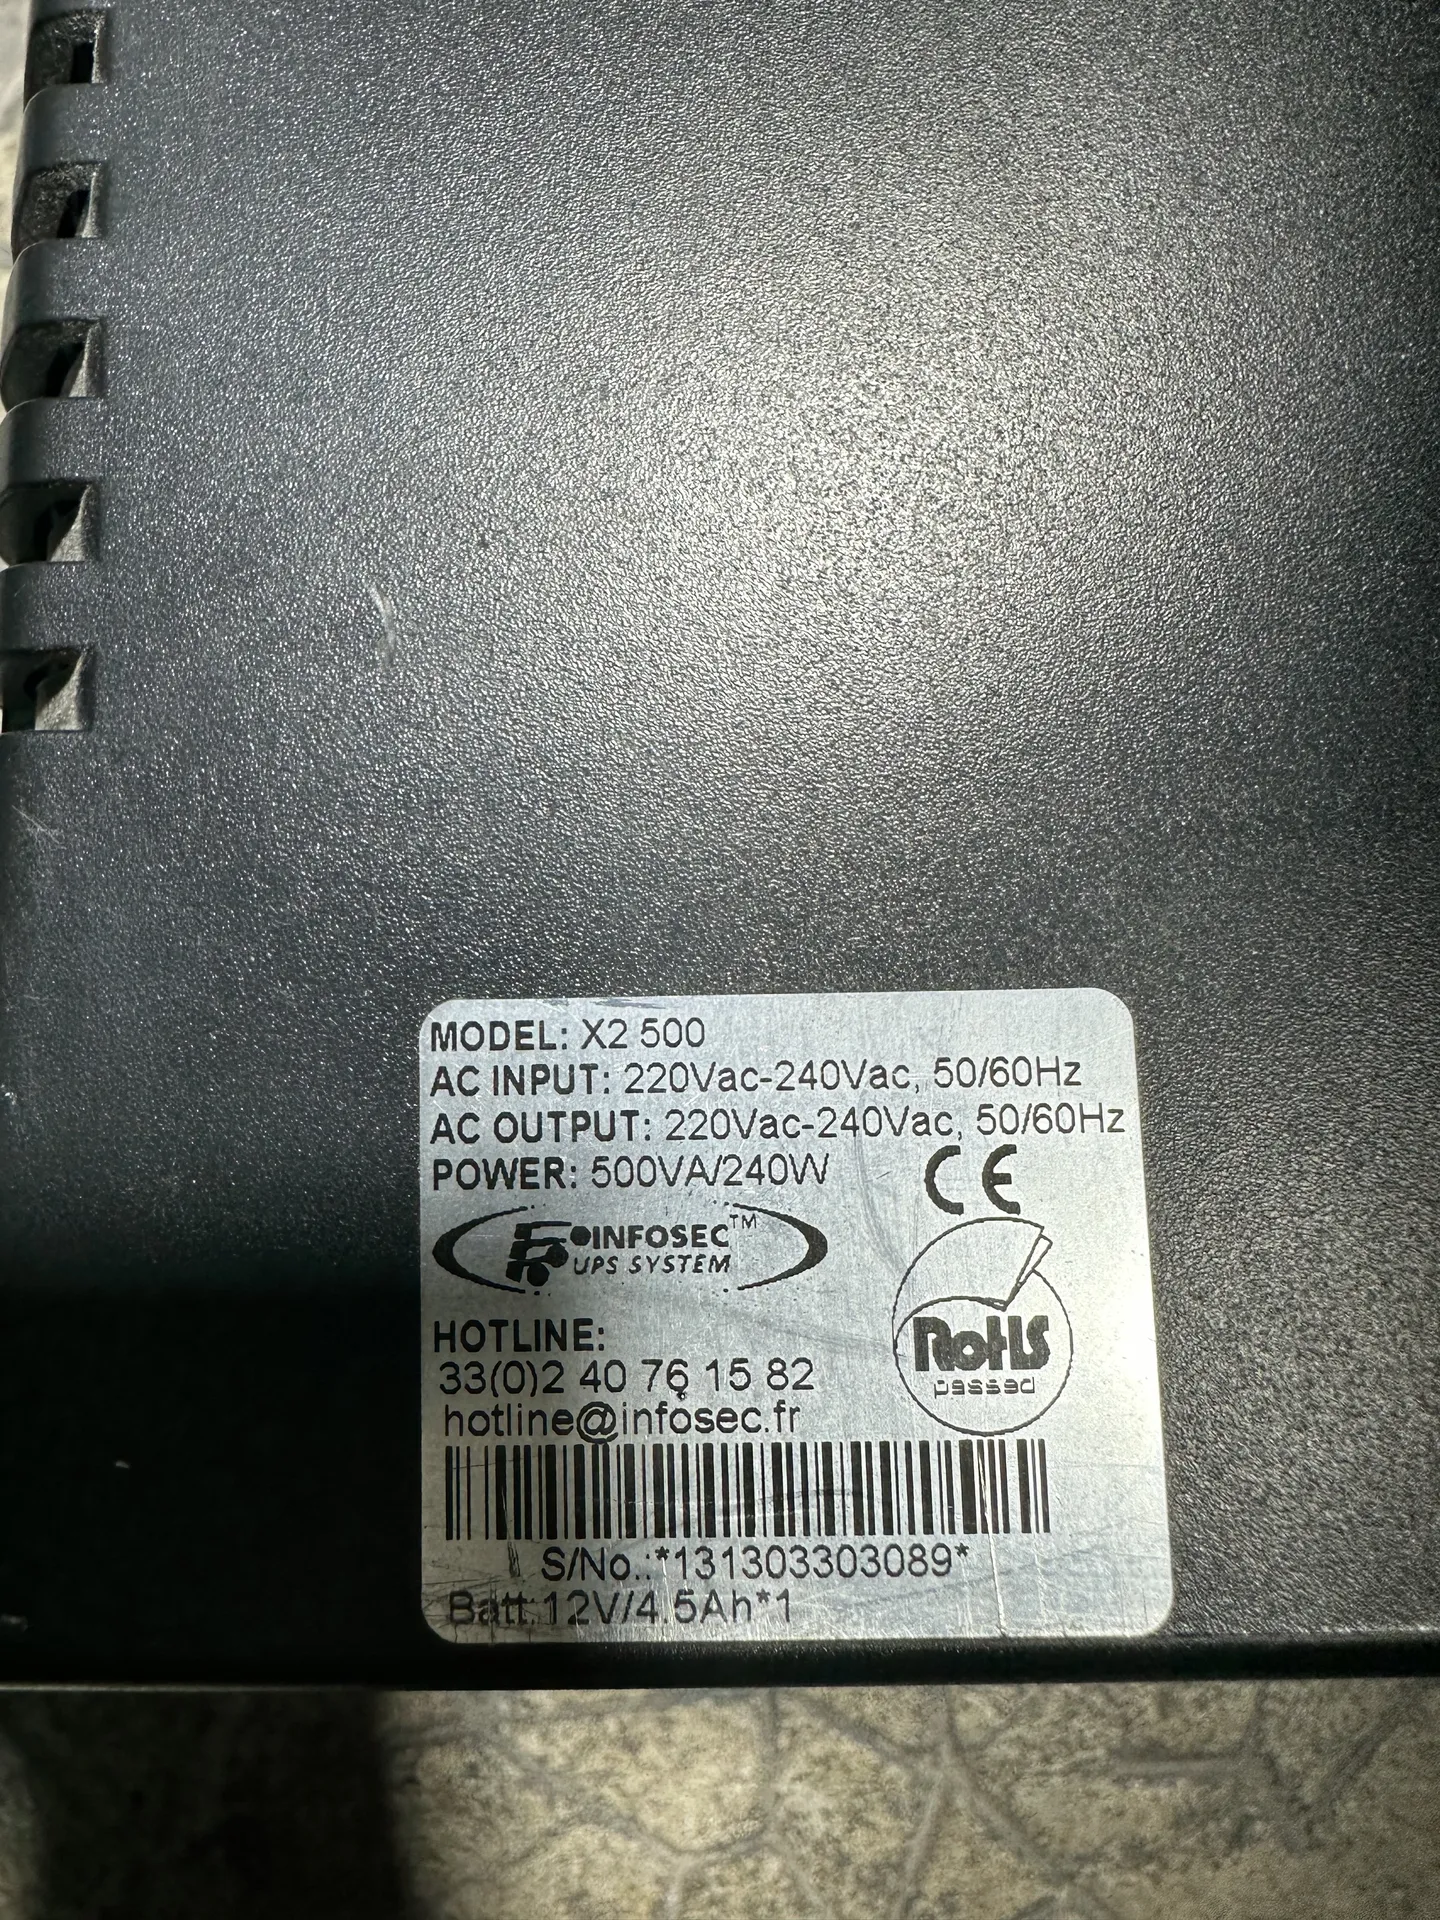 MODEL: X2 500
AC INPUT: 220Vac-240Vac, 50/60Hz
AC OUTPUT: 220Vac-240Vac, 50/60Hz
POWER: 500VA/240W
CE
INFOSEC™
UPS SYSTEM
RoHS
passed
HOTLINE:
33(0)2 40 76 15 82
hotline@infosec.fr
S/No.:*131303303089*
Batt:12V/4.5Ah*1